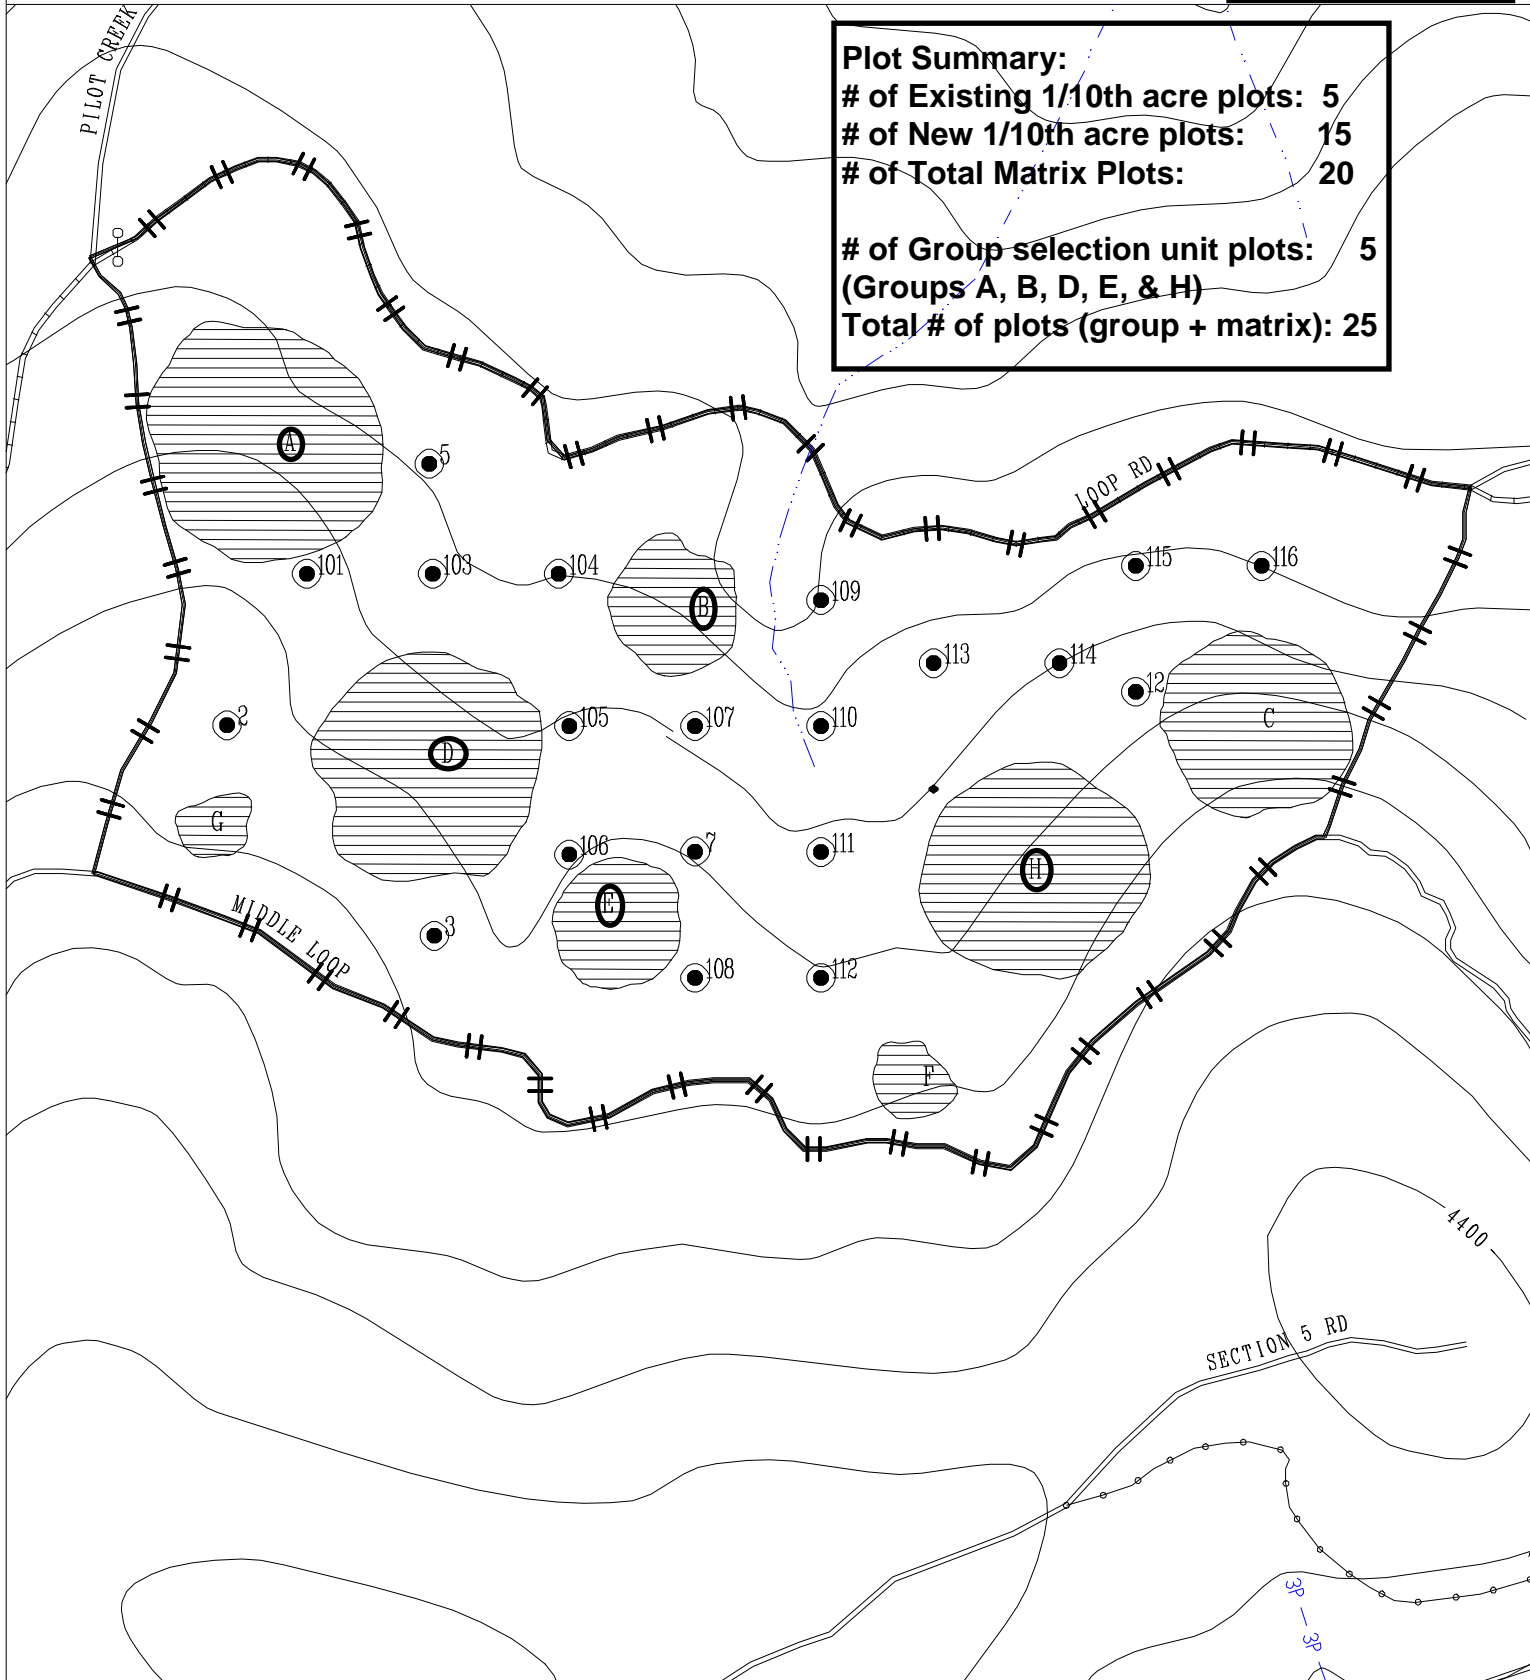 PILOT CREEK
Plot Summary:
# of Existing 1/10th acre plots: 5
# of New 1/10th acre plots: 15
# of Total Matrix Plots: 20
# of Group selection unit plots: 5
(Groups A, B, D, E, & H)
Total # of plots (group + matrix): 25
A
5
LOOP RD
101
103
104
B
109
115
116
113
114
12
C
2
D
105
107
110
G
106
7
111
H
E
MIDDLE LOOP
3
108
112
F
4400
SECTION 5 RD
3P
3P